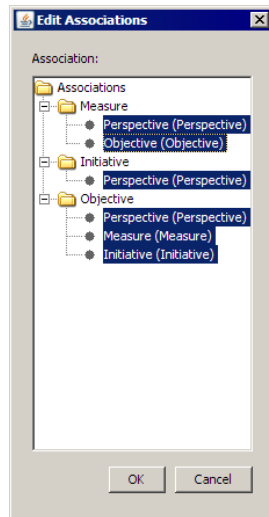 Edit Associations
Association:
Associations
Measure
Perspective (Perspective)
Objective (Objective)
Initiative
Perspective (Perspective)
Objective
Perspective (Perspective)
Measure (Measure)
Initiative (Initiative)
OK Cancel